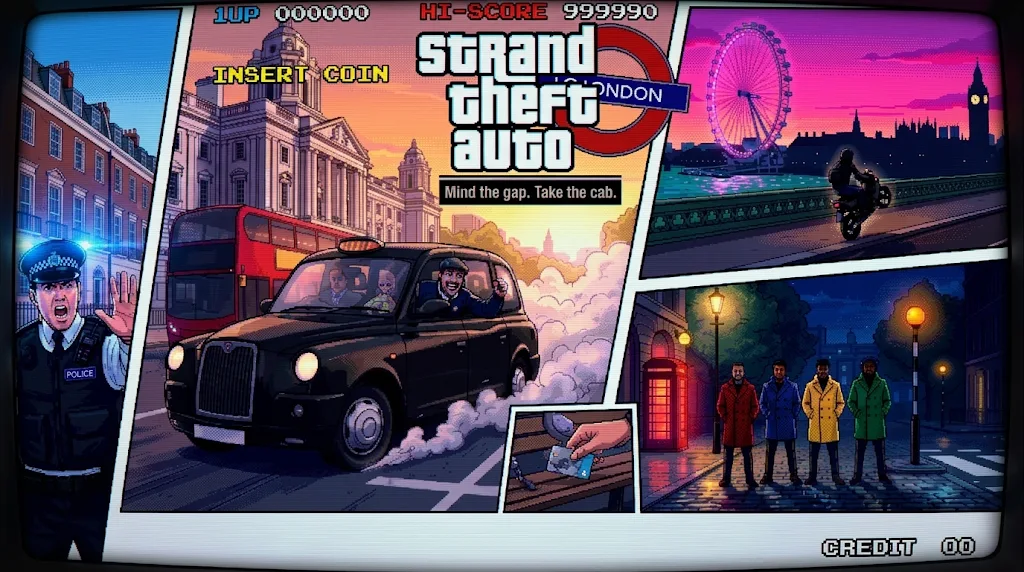 1UP 000000
HI-SCORE 999990
INSERT COIN
strand
theft
auto
LONDON
Mind the gap. Take the cab.
POLICE
CREDIT 00